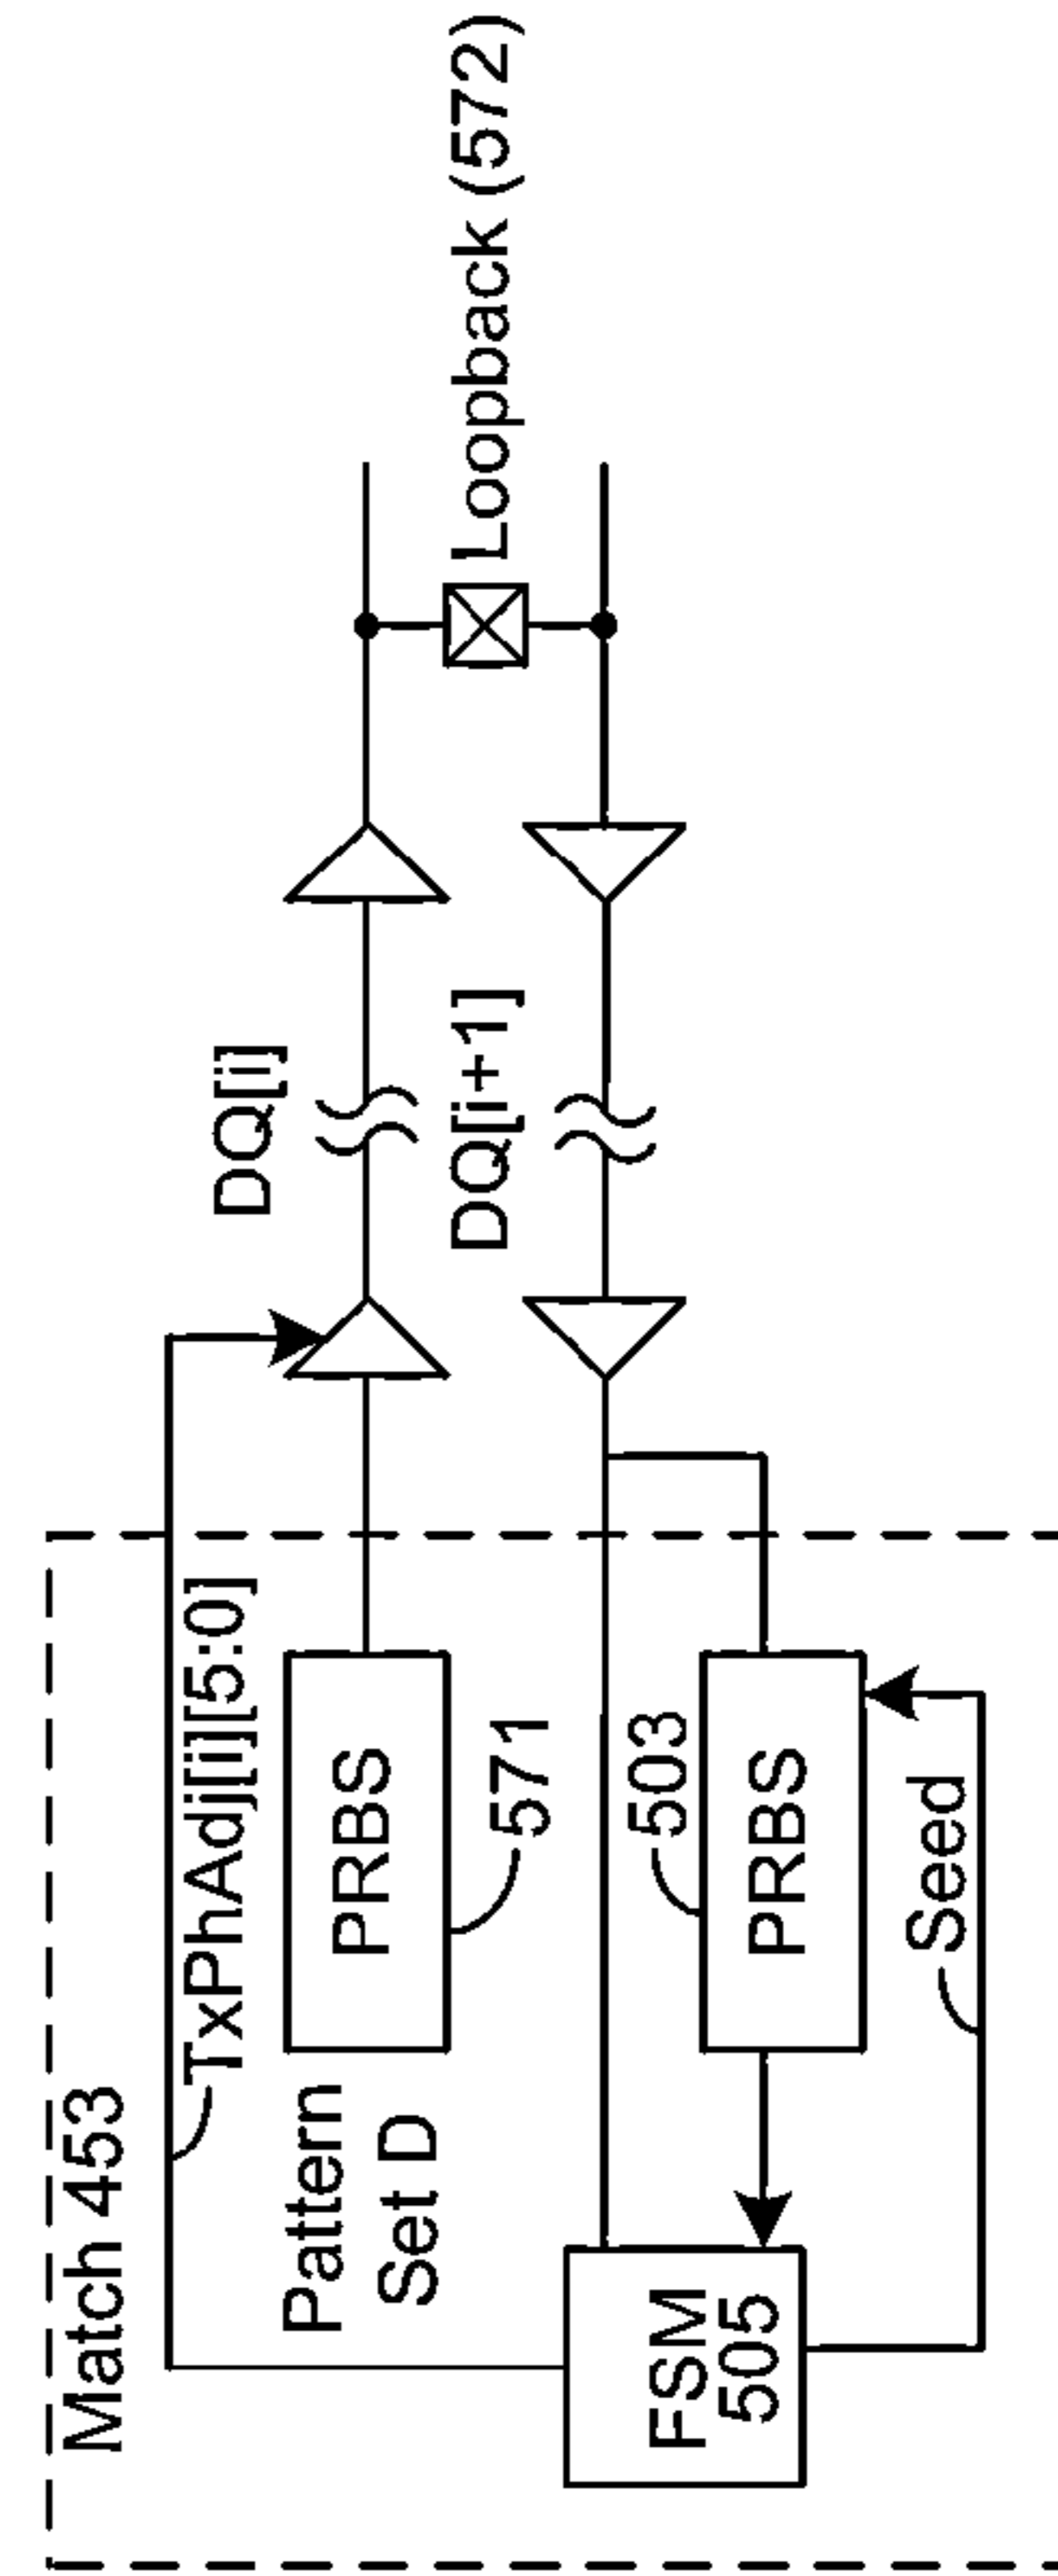 Match 453
TxPhAdj[i][5:0]
DQ[i]
Pattern
Set D
PRBS
571
DQ[i+1]
Loopback (572)
503
FSM
505
PRBS
Seed